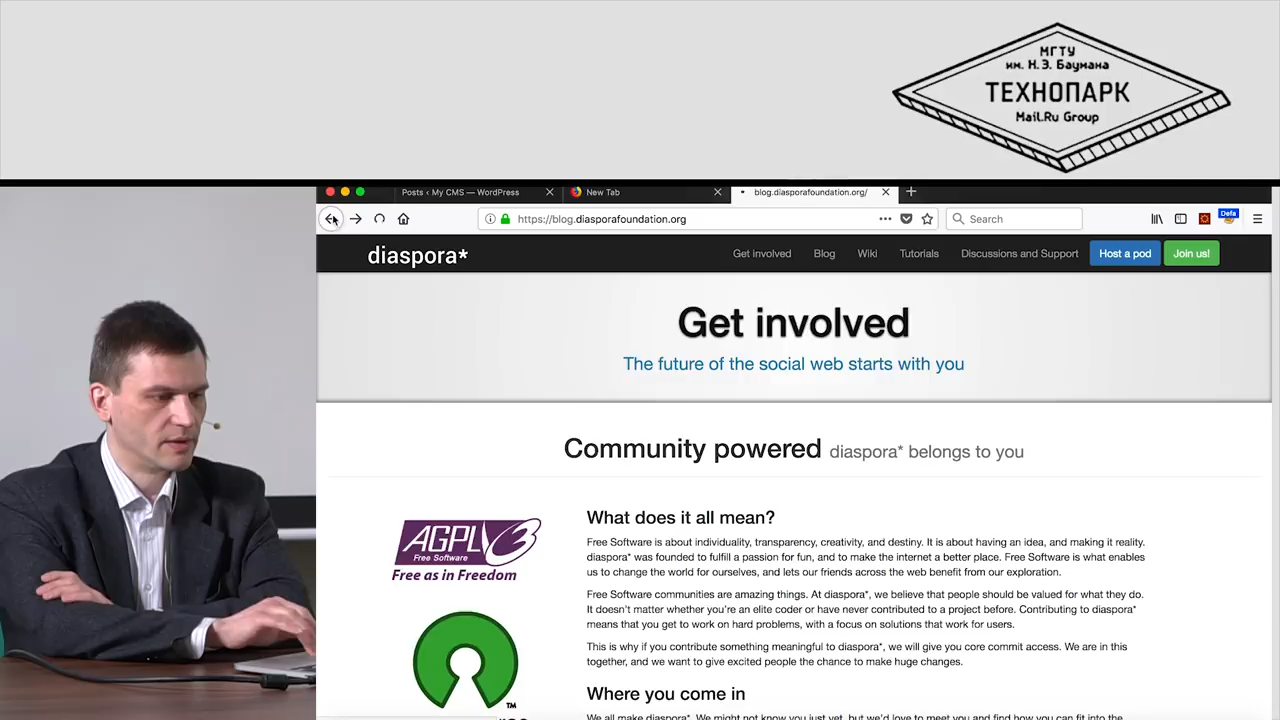 МГТУ
им. Н.Э. Баумана
ТЕХНОПАРК
Mail.Ru Group
Posts ‹ My CMS — WordPress
New Tab
blog.diasporafoundation.org/
https://blog.diasporafoundation.org
Search
Defa
diaspora*
Get involved
Blog
Wiki
Tutorials
Discussions and Support
Host a pod
Join us!
Get involved
The future of the social web starts with you
Community powered diaspora* belongs to you
AGPLv3
Free Software
Free as in Freedom
TM
What does it all mean?
Free Software is about individuality, transparency, creativity, and destiny. It is about having an idea, and making it reality.
diaspora* was founded to fulfill a passion for fun, and to make the internet a better place. Free Software is what enables
us to change the world for ourselves, and lets our friends across the web benefit from our exploration.
Free Software communities are amazing things. At diaspora*, we believe that people should be valued for what they do.
It doesn't matter whether you're an elite coder or have never contributed to a project before. Contributing to diaspora*
means that you get to work on hard problems, with a focus on solutions that work for users.
This is why if you contribute something meaningful to diaspora*, we will give you core commit access. We are in this
together, and we want to give excited people the chance to make huge changes.
Where you come in
We all make diaspora*. We might not know you just yet, but we'd love to meet you and find how you can fit into the